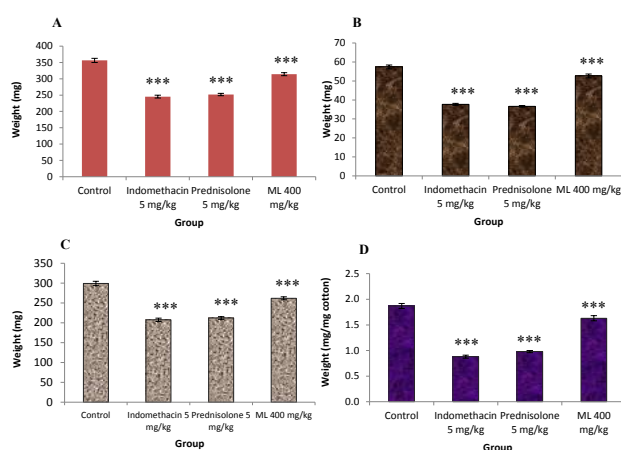 A
Weight (mg)
400
350
300
250
200
150
100
50
0
***
***
***
Control
Indomethacin
5 mg/kg
Prednisolone
5 mg/kg
ML 400
mg/kg
Group
B
Weight (mg)
70
60
50
40
30
20
10
0
***
***
***
Control
Indomethacin
5 mg/kg
Prednisolone
5 mg/kg
ML 400 mg/kg
Group
C
Weight (mg)
350
300
250
200
150
100
50
0
***
***
***
Control
Indomethacin 5
mg/kg
Prednisolone 5
mg/kg
ML 400 mg/kg
Group
D
Weight (mg/mg cotton)
2.5
2.0
1.5
1.0
0.5
0.0
***
***
***
Control
Indomethacin
5 mg/kg
Prednisolone
5 mg/kg
ML 400
mg/kg
Group